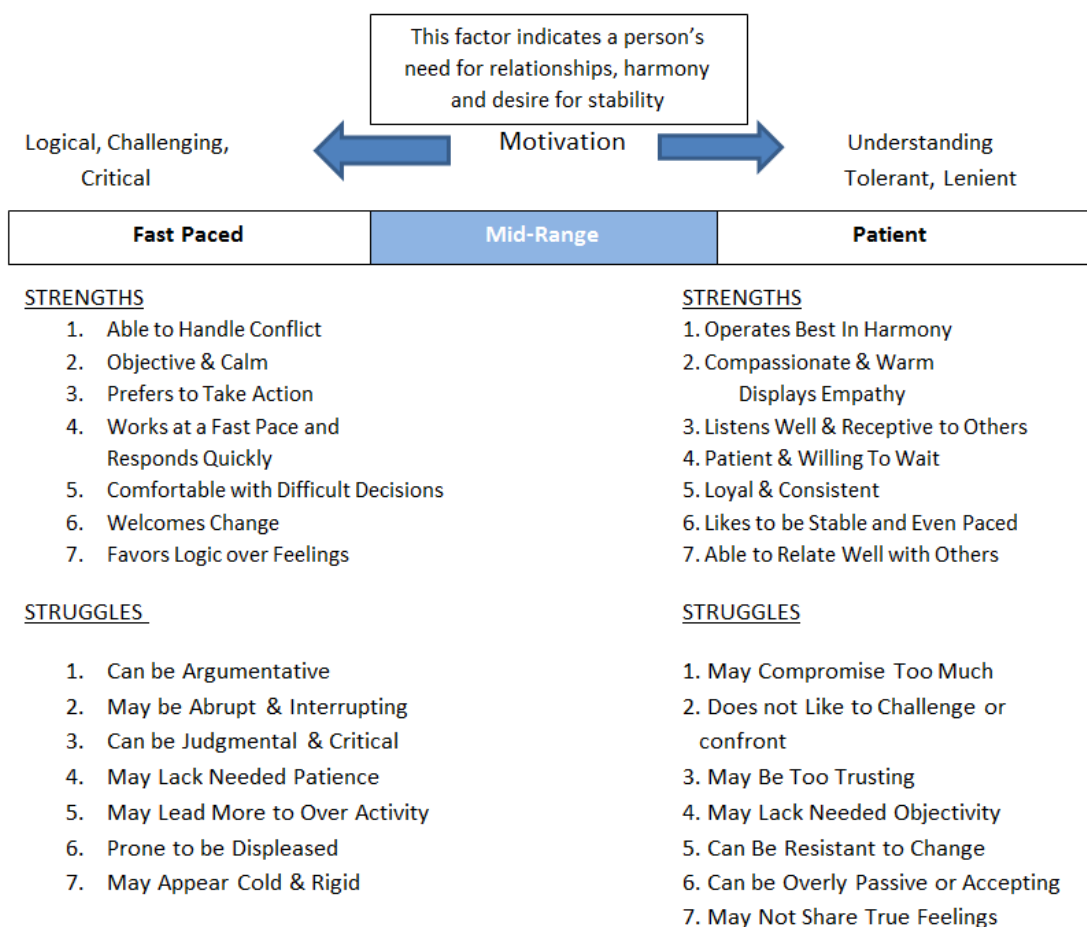 This factor indicates a person's
need for relationships, harmony
and desire for stability
Logical, Challenging,
Critical
Motivation
Understanding
Tolerant, Lenient
Fast Paced
Mid-Range
Patient
STRENGTHS
1. Able to Handle Conflict
2. Objective & Calm
3. Prefers to Take Action
4. Works at a Fast Pace and
Responds Quickly
5. Comfortable with Difficult Decisions
6. Welcomes Change
7. Favors Logic over Feelings
STRUGGLES
1. Can be Argumentative
2. May be Abrupt & Interrupting
3. Can be Judgmental & Critical
4. May Lack Needed Patience
5. May Lead More to Over Activity
6. Prone to be Displeased
7. May Appear Cold & Rigid
STRENGTHS
1. Operates Best In Harmony
2. Compassionate & Warm
Displays Empathy
3. Listens Well & Receptive to Others
4. Patient & Willing To Wait
5. Loyal & Consistent
6. Likes to be Stable and Even Paced
7. Able to Relate Well with Others
STRUGGLES
1. May Compromise Too Much
2. Does not Like to Challenge or
confront
3. May Be Too Trusting
4. May Lack Needed Objectivity
5. Can Be Resistant to Change
6. Can be Overly Passive or Accepting
7. May Not Share True Feelings